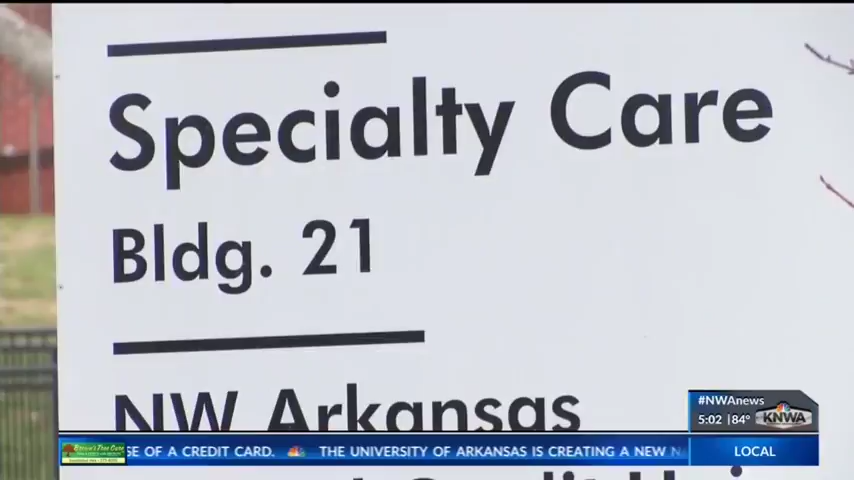 Specialty Care
Bldg. 21
NW Arkansas
#NWAnews
5:02 | 84°
KNWA
SE OF A CREDIT CARD. THE UNIVERSITY OF ARKANSAS IS CREATING A NEW
LOCAL